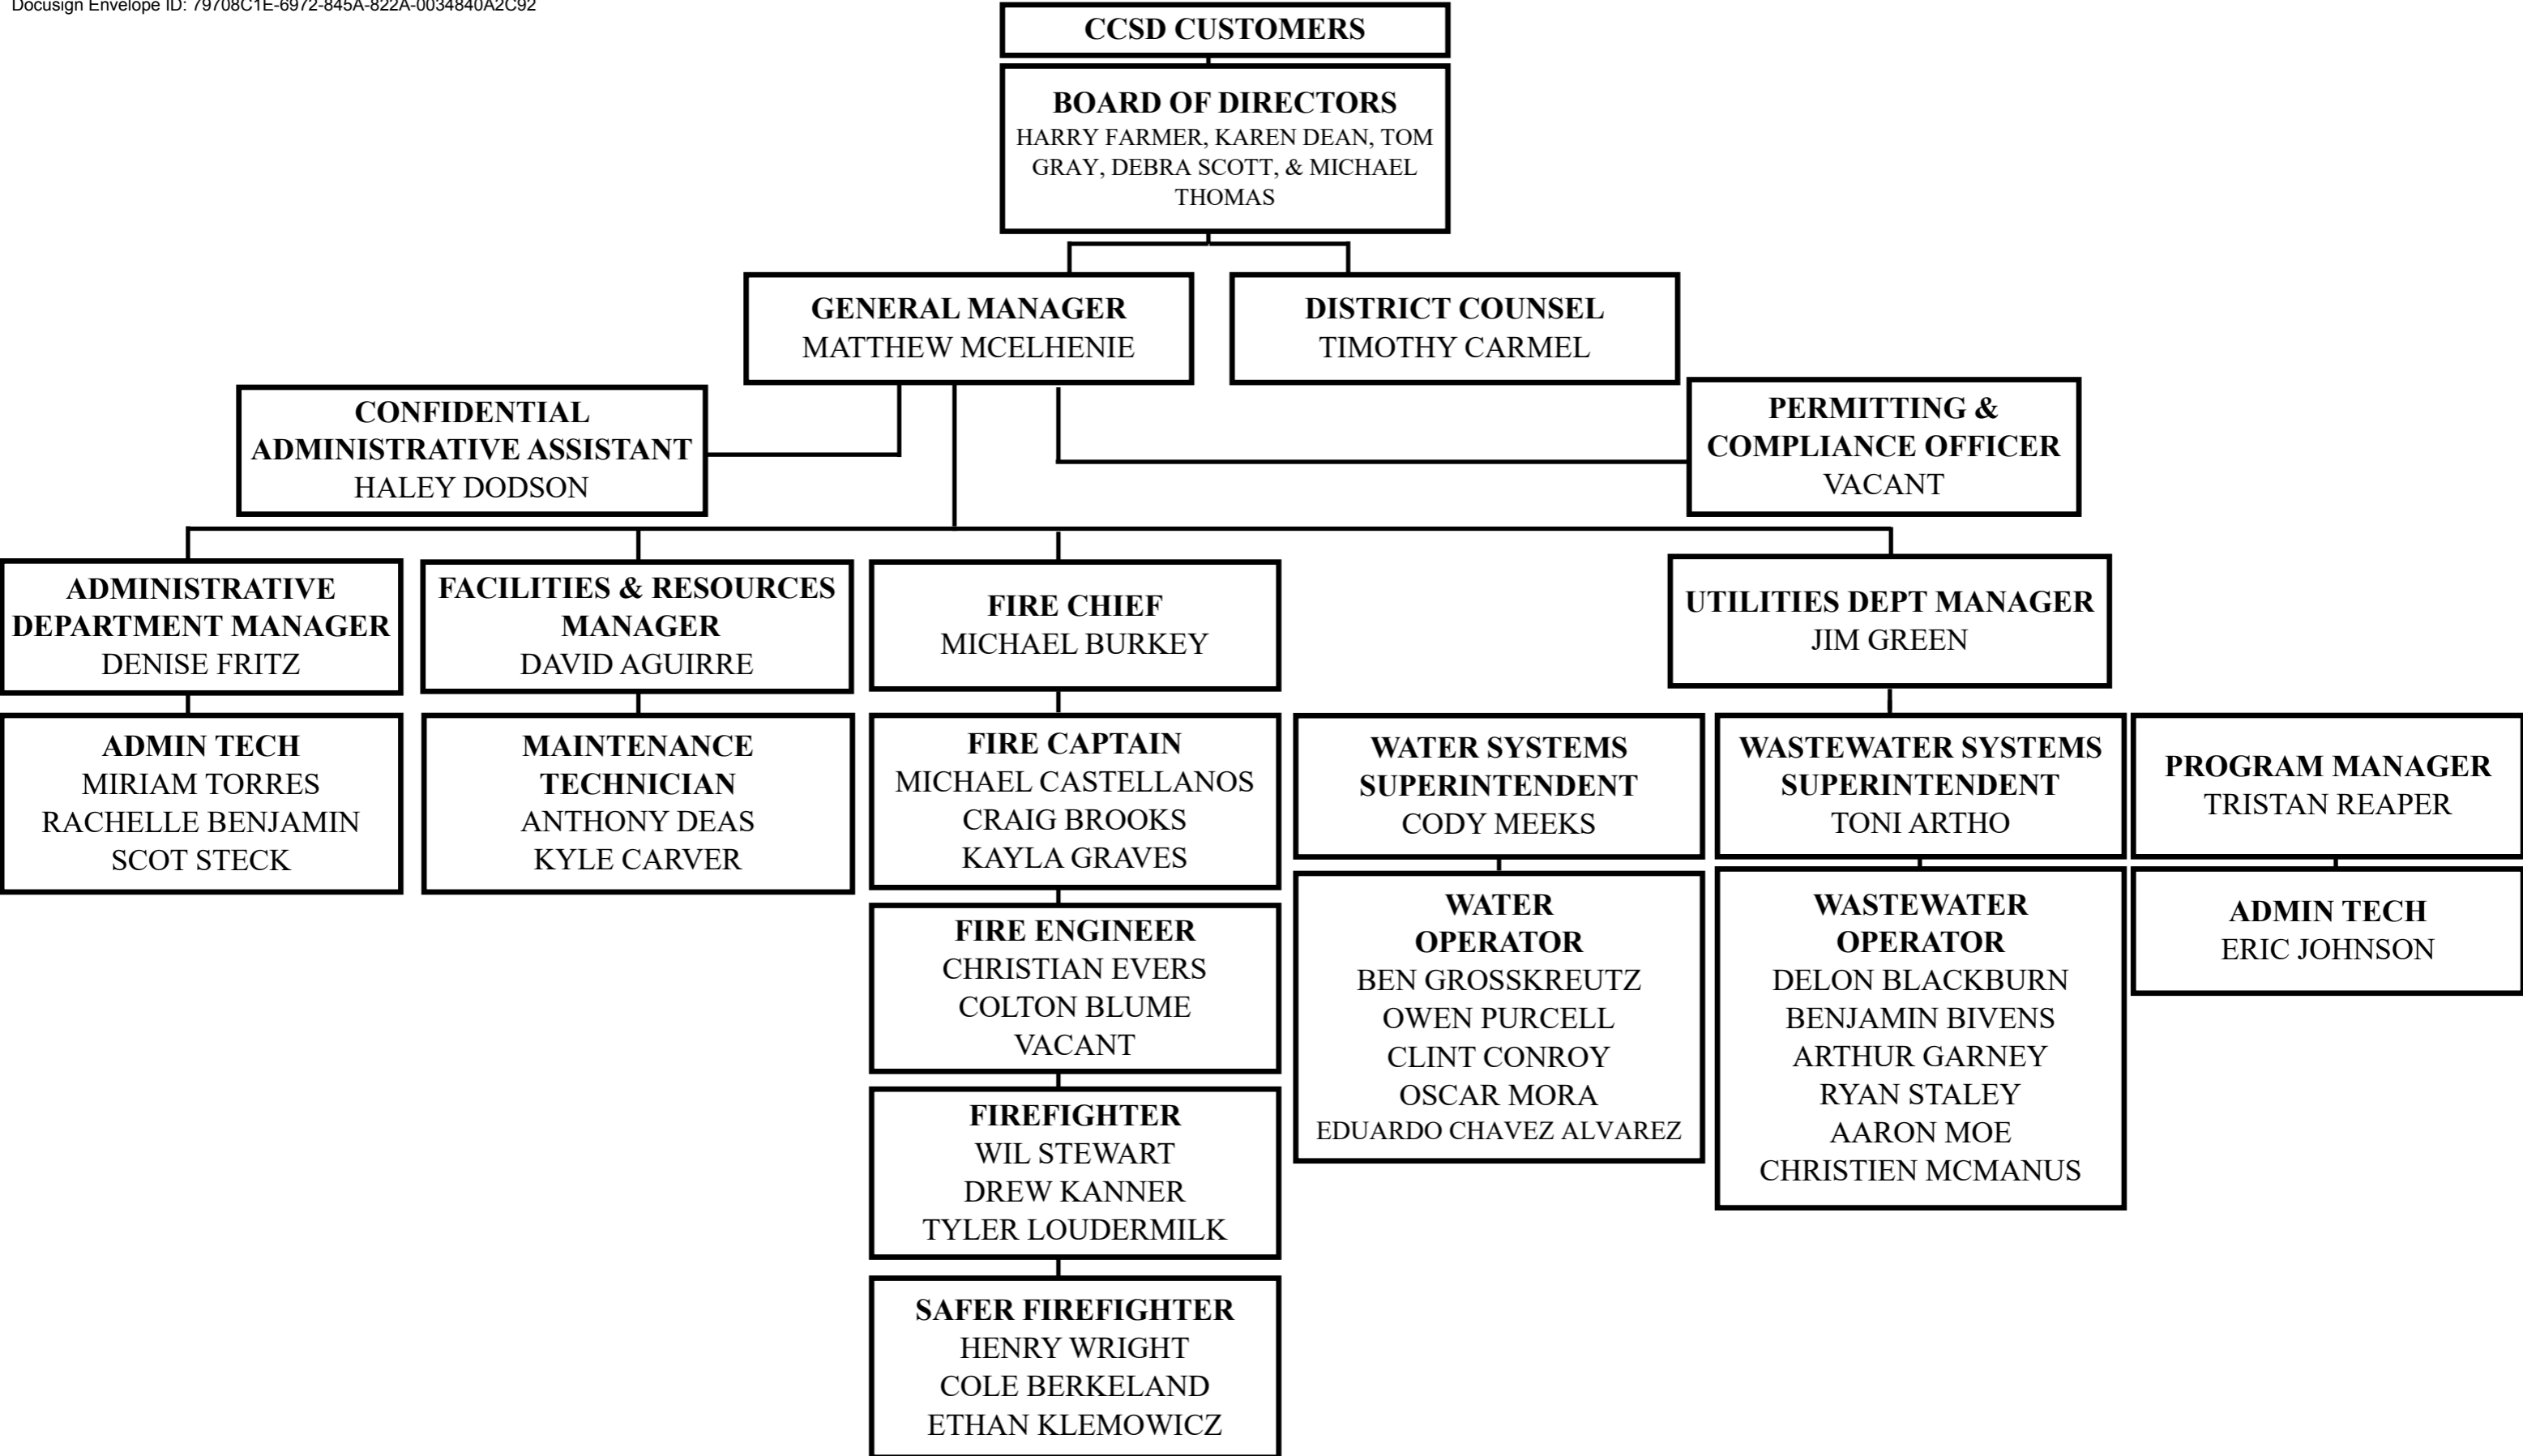 Docusign Envelope ID: 79708C1E-6972-845A-822A-0034840A2C92
CCSD CUSTOMERS
BOARD OF DIRECTORS
HARRY FARMER, KAREN DEAN, TOM
GRAY, DEBRA SCOTT, & MICHAEL
THOMAS
GENERAL MANAGER
MATTHEW MCELHENIE
DISTRICT COUNSEL
TIMOTHY CARMEL
CONFIDENTIAL
ADMINISTRATIVE ASSISTANT
HALEY DODSON
PERMITTING &
COMPLIANCE OFFICER
VACANT
ADMINISTRATIVE
DEPARTMENT MANAGER
DENISE FRITZ
FACILITIES & RESOURCES
MANAGER
DAVID AGUIRRE
FIRE CHIEF
MICHAEL BURKEY
UTILITIES DEPT MANAGER
JIM GREEN
ADMIN TECH
MIRIAM TORRES
RACHELLE BENJAMIN
SCOT STECK
MAINTENANCE
TECHNICIAN
ANTHONY DEAS
KYLE CARVER
FIRE CAPTAIN
MICHAEL CASTELLANOS
CRAIG BROOKS
KAYLA GRAVES
WATER SYSTEMS
SUPERINTENDENT
CODY MEEKS
WASTEWATER SYSTEMS
SUPERINTENDENT
TONI ARTHO
PROGRAM MANAGER
TRISTAN REAPER
FIRE ENGINEER
CHRISTIAN EVERS
COLTON BLUME
VACANT
WATER
OPERATOR
BEN GROSSKREUTZ
OWEN PURCELL
CLINT CONROY
OSCAR MORA
EDUARDO CHAVEZ ALVAREZ
WASTEWATER
OPERATOR
DELON BLACKBURN
BENJAMIN BIVENS
ARTHUR GARNEY
RYAN STALEY
AARON MOE
CHRISTIEN MCMANUS
ADMIN TECH
ERIC JOHNSON
FIREFIGHTER
WIL STEWART
DREW KANNER
TYLER LOUDERMILK
SAFER FIREFIGHTER
HENRY WRIGHT
COLE BERKELAND
ETHAN KLEMOWICZ